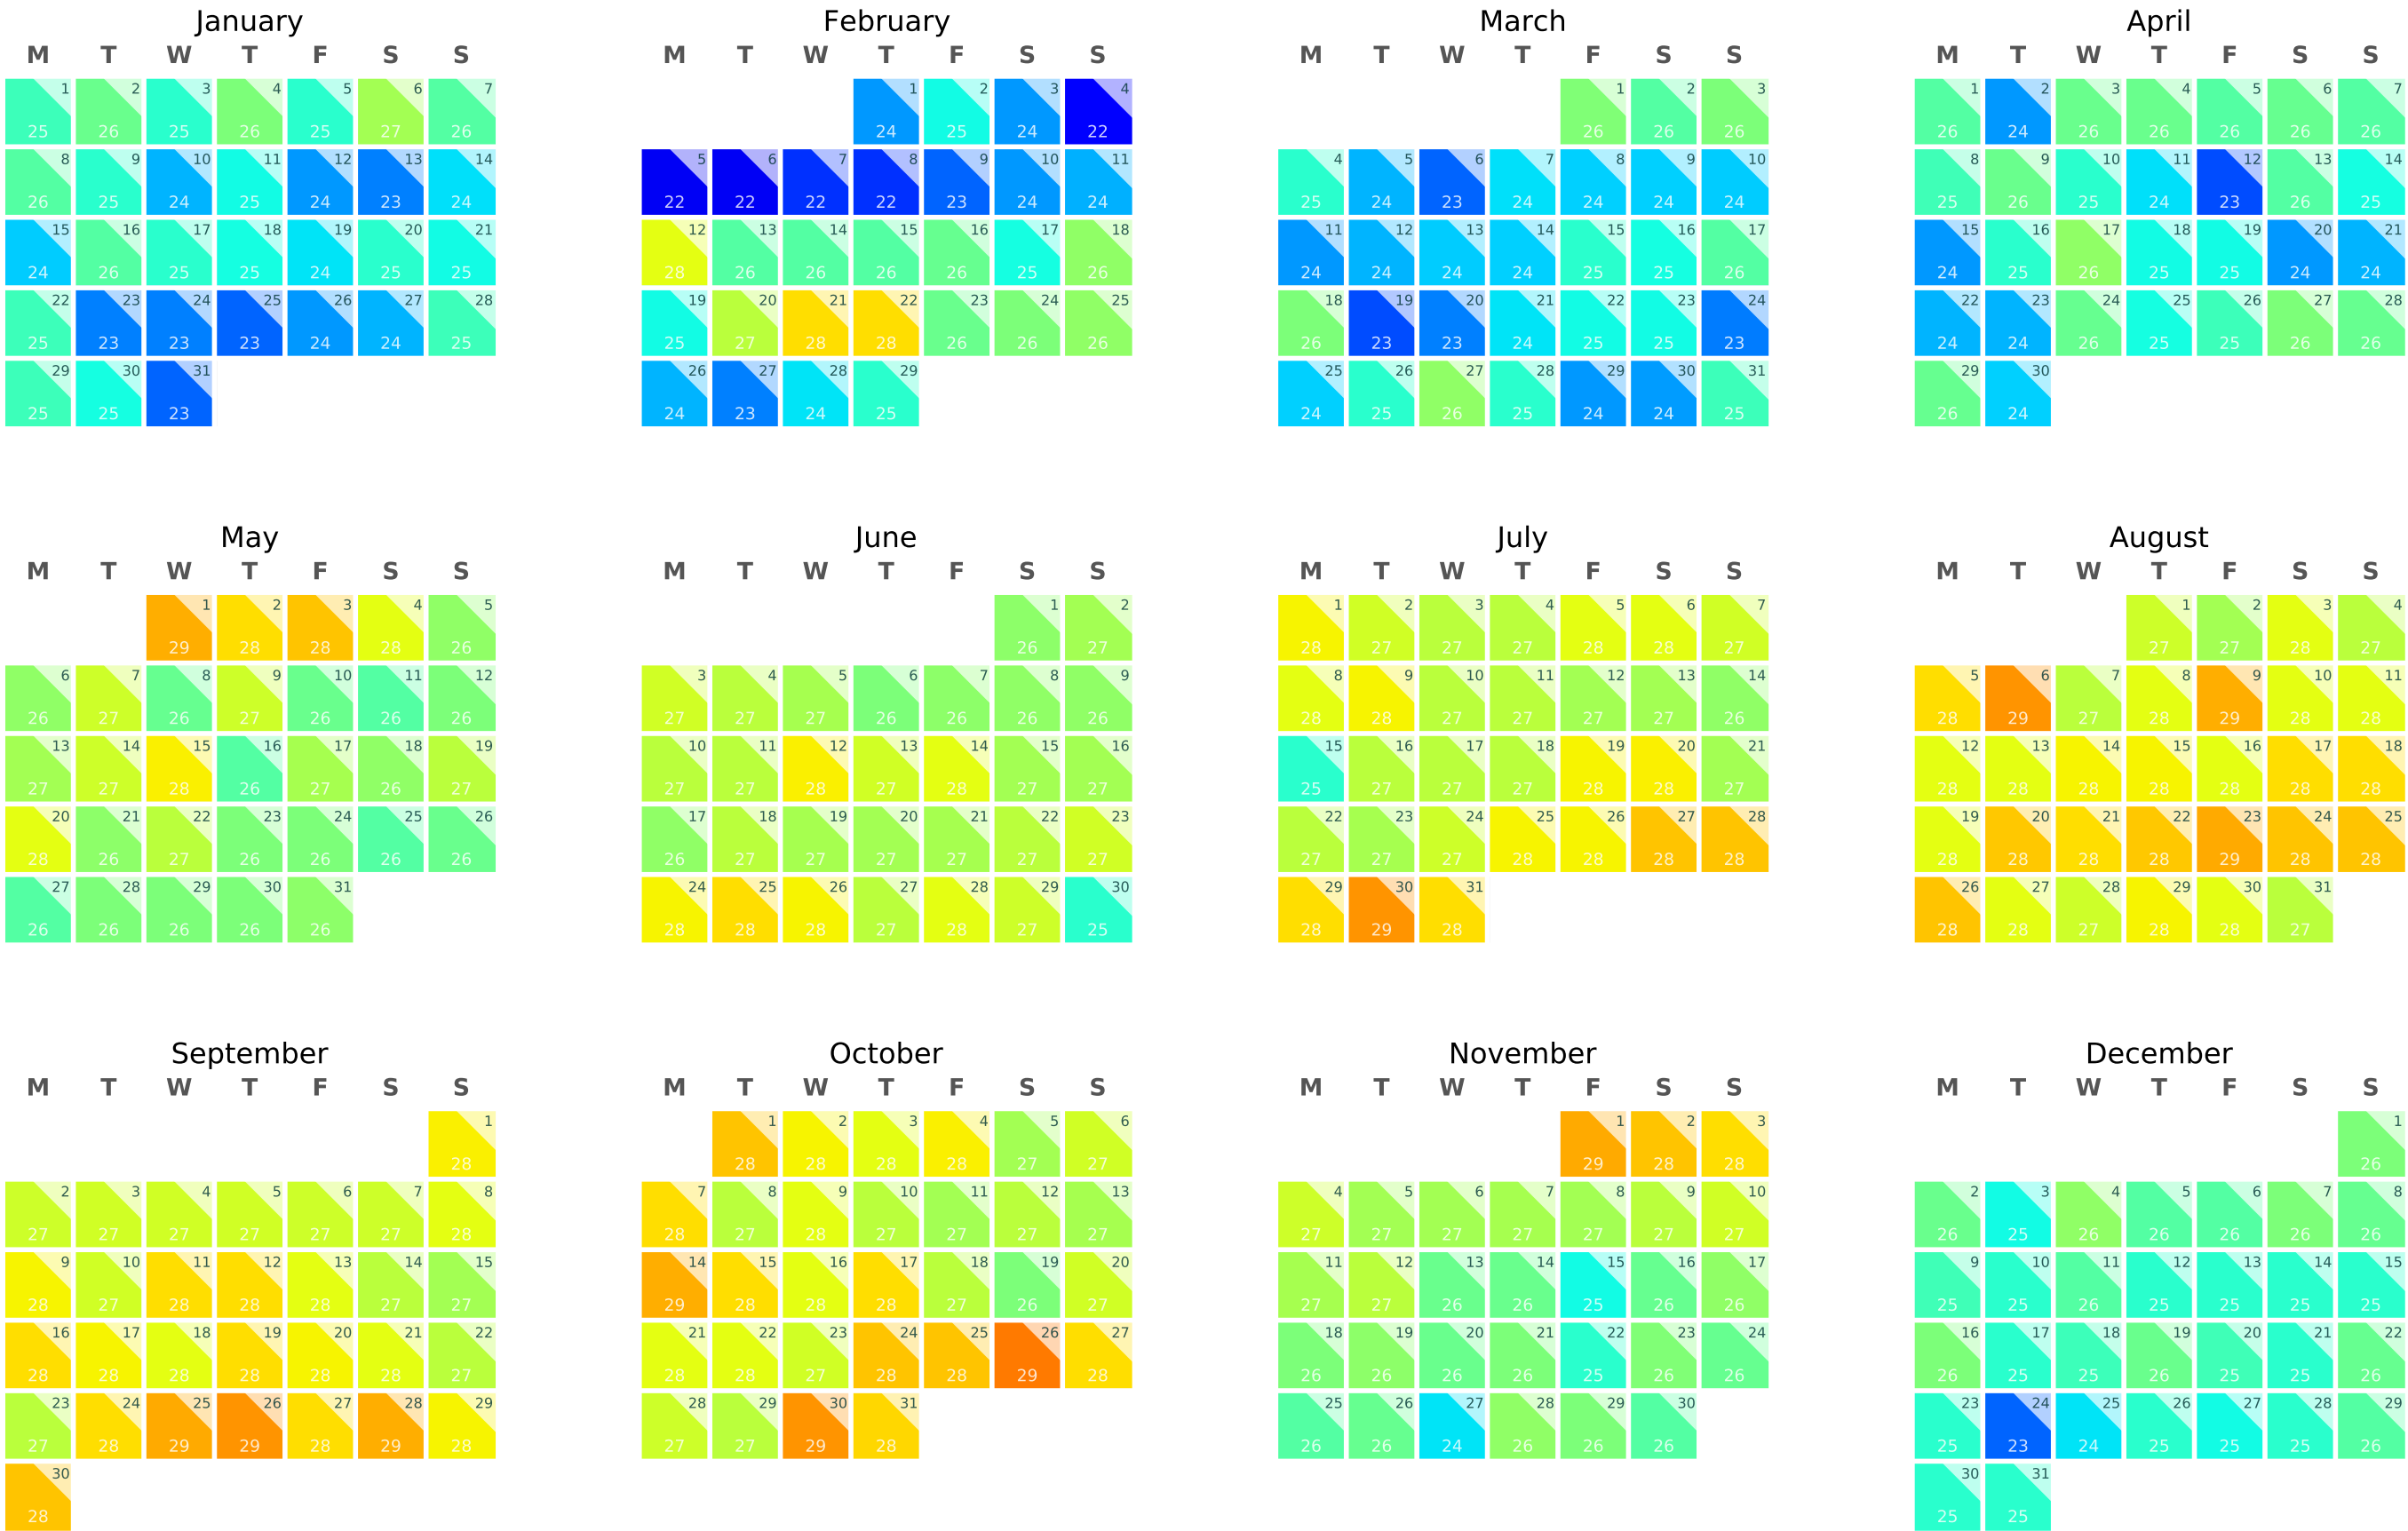 January February March April
M T W T F S S M T W T F S S M T W T F S S M T W T F S S
1 2 3 4 5 6 7 1 2 3 4 1 2 3 1 2 3 4 5 6 7
25 26 25 26 25 27 26 24 25 24 22 26 26 26 26 24 26 26 26 26 26
8 9 10 11 12 13 14 5 6 7 8 9 10 11 4 5 6 7 8 9 10 8 9 10 11 12 13 14
26 25 24 25 24 23 24 22 22 22 22 23 24 24 25 24 23 24 24 24 24 25 26 25 24 23 26 25
15 16 17 18 19 20 21 12 13 14 15 16 17 18 11 12 13 14 15 16 17 15 16 17 18 19 20 21
24 26 25 25 24 25 25 28 26 26 26 26 25 26 24 24 24 24 25 25 26 24 25 26 25 25 24 24
22 23 24 25 26 27 28 19 20 21 22 23 24 25 18 19 20 21 22 23 24 22 23 24 25 26 27 28
25 23 23 23 24 24 25 25 27 28 28 26 26 26 26 23 23 24 25 25 23 24 24 26 25 25 26 26
29 30 31 26 27 28 29 25 26 27 28 29 30 31 29 30
25 25 23 24 23 24 25 24 25 26 25 24 24 25 26 24
May June July August
M T W T F S S M T W T F S S M T W T F S S M T W T F S S
1 2 3 4 5 1 2 1 2 3 4 5 6 7 1 2 3 4
29 28 28 28 26 26 27 28 27 27 27 28 28 27 27 27 28 27
6 7 8 9 10 11 12 3 4 5 6 7 8 9 8 9 10 11 12 13 14 5 6 7 8 9 10 11
26 27 26 27 26 26 26 27 27 27 26 26 26 26 28 28 27 27 27 27 26 28 29 27 28 29 28 28
13 14 15 16 17 18 19 10 11 12 13 14 15 16 15 16 17 18 19 20 21 12 13 14 15 16 17 18
27 27 28 26 27 26 27 27 27 28 27 28 27 27 25 27 27 27 28 28 27 28 28 28 28 28 28 28
20 21 22 23 24 25 26 17 18 19 20 21 22 23 22 23 24 25 26 27 28 19 20 21 22 23 24 25
28 26 27 26 26 26 26 26 27 27 27 27 27 27 27 27 27 28 28 28 28 28 28 28 28 29 28 28
27 28 29 30 31 24 25 26 27 28 29 30 29 30 31 26 27 28 29 30 31
26 26 26 26 26 28 28 28 27 28 27 25 28 29 28 28 28 27 28 28 27
September October November December
M T W T F S S M T W T F S S M T W T F S S M T W T F S S
1 1 2 3 4 5 6 1 2 3 1
28 28 28 28 28 27 27 29 28 28 26
2 3 4 5 6 7 8 7 8 9 10 11 12 13 4 5 6 7 8 9 10 2 3 4 5 6 7 8
27 27 27 27 27 27 28 28 27 28 27 27 27 27 27 27 27 27 27 27 27 26 25 26 26 26 26 26
9 10 11 12 13 14 15 14 15 16 17 18 19 20 11 12 13 14 15 16 17 9 10 11 12 13 14 15
28 27 28 28 28 27 27 29 28 28 28 27 26 27 27 27 26 26 25 26 26 25 25 26 25 25 25 25
16 17 18 19 20 21 22 21 22 23 24 25 26 27 18 19 20 21 22 23 24 16 17 18 19 20 21 22
28 28 28 28 28 28 27 28 28 27 28 28 29 28 26 26 26 26 25 26 26 26 25 25 26 25 25 26
23 24 25 26 27 28 29 28 29 30 31 25 26 27 28 29 30 23 24 25 26 27 28 29
27 28 29 29 28 29 28 27 27 29 28 26 26 24 26 26 26 25 23 24 25 25 25 26
30 30 31
28 25 25